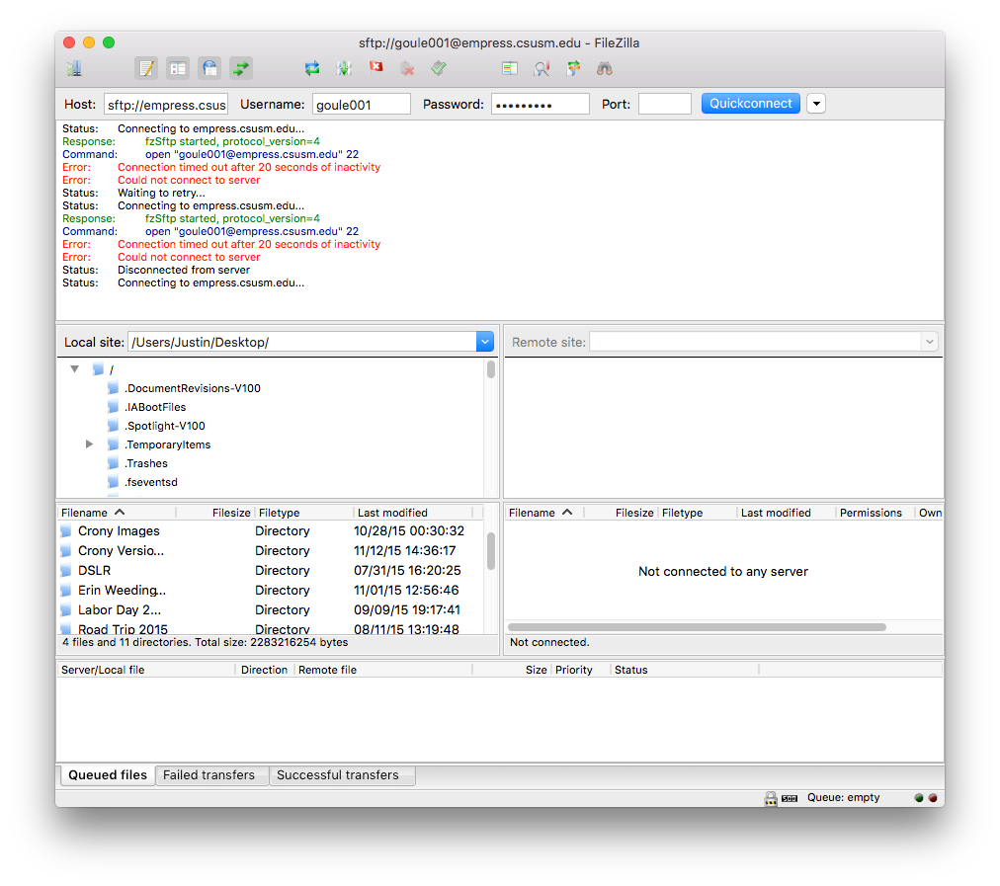 sftp://goule001@empress.csusm.edu - FileZilla
Host: sftp://empress.csus Username: goule001 Password: ••••••••• Port: Quickconnect
Status: Connecting to empress.csusm.edu...
Response: fzSftp started, protocol_version=4
Command: open "goule001@empress.csusm.edu" 22
Error: Connection timed out after 20 seconds of inactivity
Error: Could not connect to server
Status: Waiting to retry...
Status: Connecting to empress.csusm.edu...
Response: fzSftp started, protocol_version=4
Command: open "goule001@empress.csusm.edu" 22
Error: Connection timed out after 20 seconds of inactivity
Error: Could not connect to server
Status: Disconnected from server
Status: Connecting to empress.csusm.edu...
Local site: /Users/Justin/Desktop/
/
.DocumentRevisions-V100
.IABootFiles
.Spotlight-V100
.TemporaryItems
.Trashes
.fseventsd
Filename Filesize Filetype Last modified
Crony Images Directory 10/28/15 00:30:32
Crony Versio... Directory 11/12/15 14:36:17
DSLR Directory 07/31/15 16:20:25
Erin Weeding... Directory 11/01/15 12:56:46
Labor Day 2... Directory 09/09/15 19:17:41
Road Trip 2015 Directory 08/11/15 13:19:48
4 files and 11 directories. Total size: 2283216254 bytes
Remote site:
Filename Filesize Filetype Last modified Permissions Own
Not connected to any server
Not connected.
Server/Local file Direction Remote file Size Priority Status
Queued files Failed transfers Successful transfers
Queue: empty